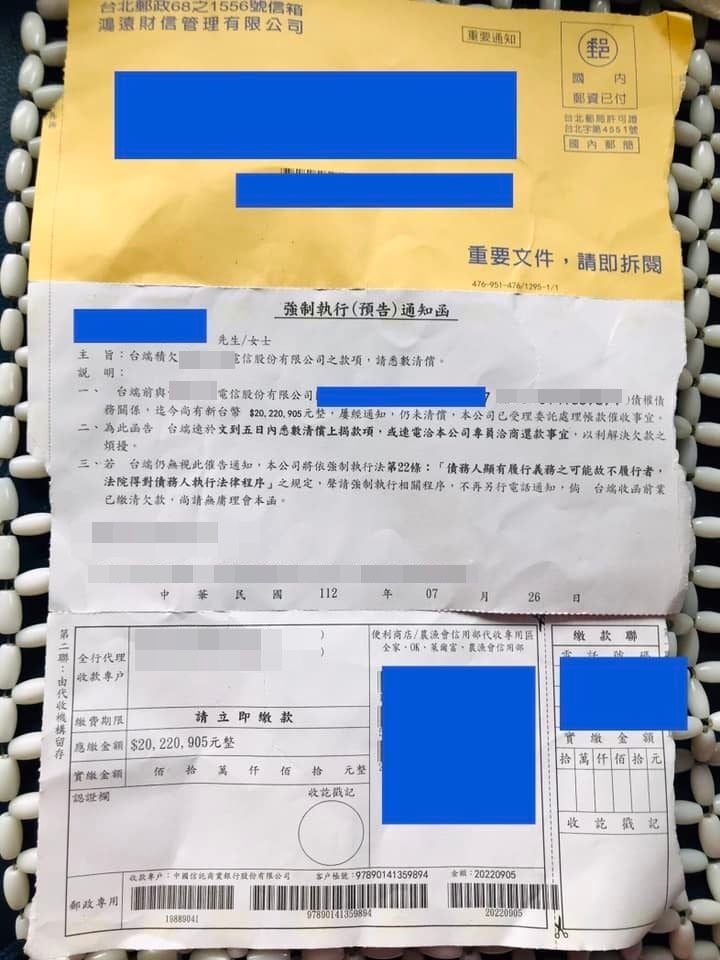 台北郵政68之1556號信箱
鴻遠財信管理有限公司
重要通知
郵
國內
郵資已付
台北郵局許可證
台北字第4551號
國內郵簡
重要文件，請即拆閱
476-951-476/1295-1/1
強制執行(預告)通知函
先生/女士
主旨：台端積欠 電信股份有限公司之款項，請悉數清償。
說明：
一、台端前與 電信股份有限公司 7 )債權債
務關係，迄今尚有新台幣 $20,220,905元整，屢經通知，仍未清償，本公司已受理委託處理帳款催收事宜。
二、為此函告 台端速於文到五日內悉數清償上揭款項，或速電洽本公司專員洽商還款事宜，以利解決欠款之
煩擾。
三、若 台端仍無視此催告通知，本公司將依強制執行法第22條：「債務人顯有履行義務之可能故不履行者，
法院得對債務人執行法律程序」之規定，聲請強制執行相關程序，不再另行電話通知，倘 台端收函前業
已繳清欠款，尚請無庸理會本函。
中華民國 112 年 07 月 26 日
第二聯：由代收機構留存
全行代理
收款專户
)
)
繳費期限
請立即繳款
應繳金額
$20,220,905元整
實繳金額
佰 拾 萬 仟 佰 拾 元整
認證欄
收訖戳記
便利商店/農漁會信用部代收專用區
全家、OK、萊爾富、農漁會信用部
繳款聯
電話號碼
實繳金額
拾萬仟佰拾元
收訖戳記
郵政專用
收款專户：中國信託商業銀行股份有限公司
客户帳號：97890141359894
金額：20220905
19889041
97890141359894
20220905